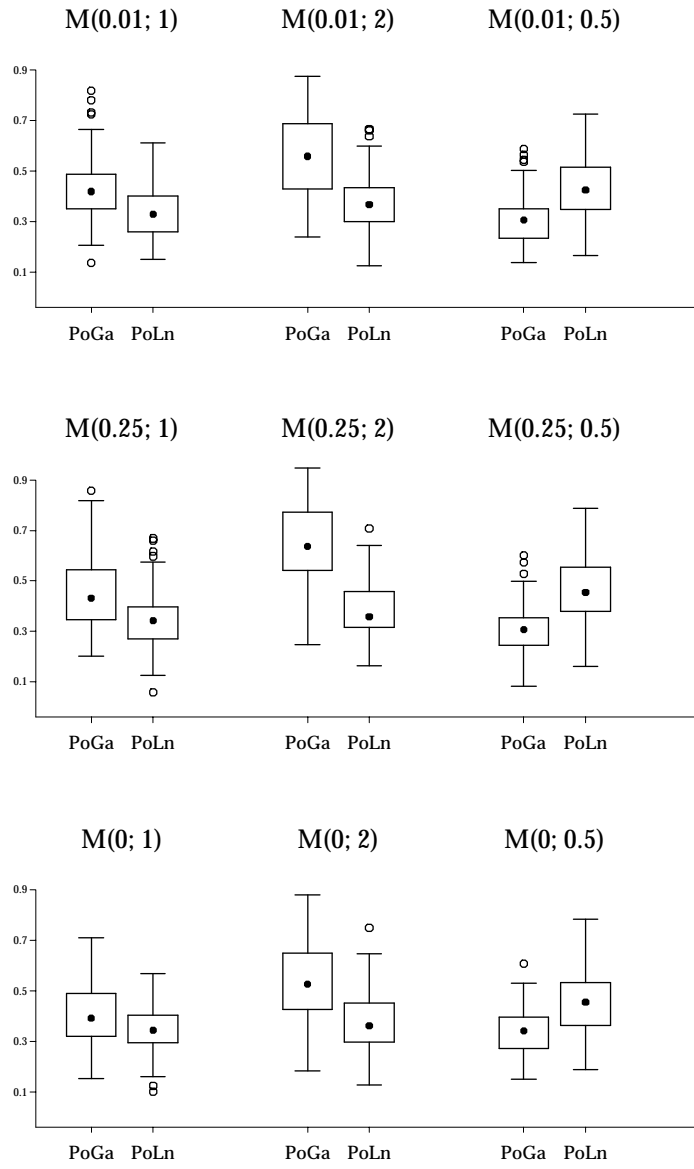 M(0.01; 1) M(0.01; 2) M(0.01; 0.5)
0.9
0.7
0.5
0.3
0.1
PoGa PoLn PoGa PoLn PoGa PoLn
M(0.25; 1) M(0.25; 2) M(0.25; 0.5)
0.9
0.7
0.5
0.3
0.1
PoGa PoLn PoGa PoLn PoGa PoLn
M(0; 1) M(0; 2) M(0; 0.5)
0.9
0.7
0.5
0.3
0.1
PoGa PoLn PoGa PoLn PoGa PoLn